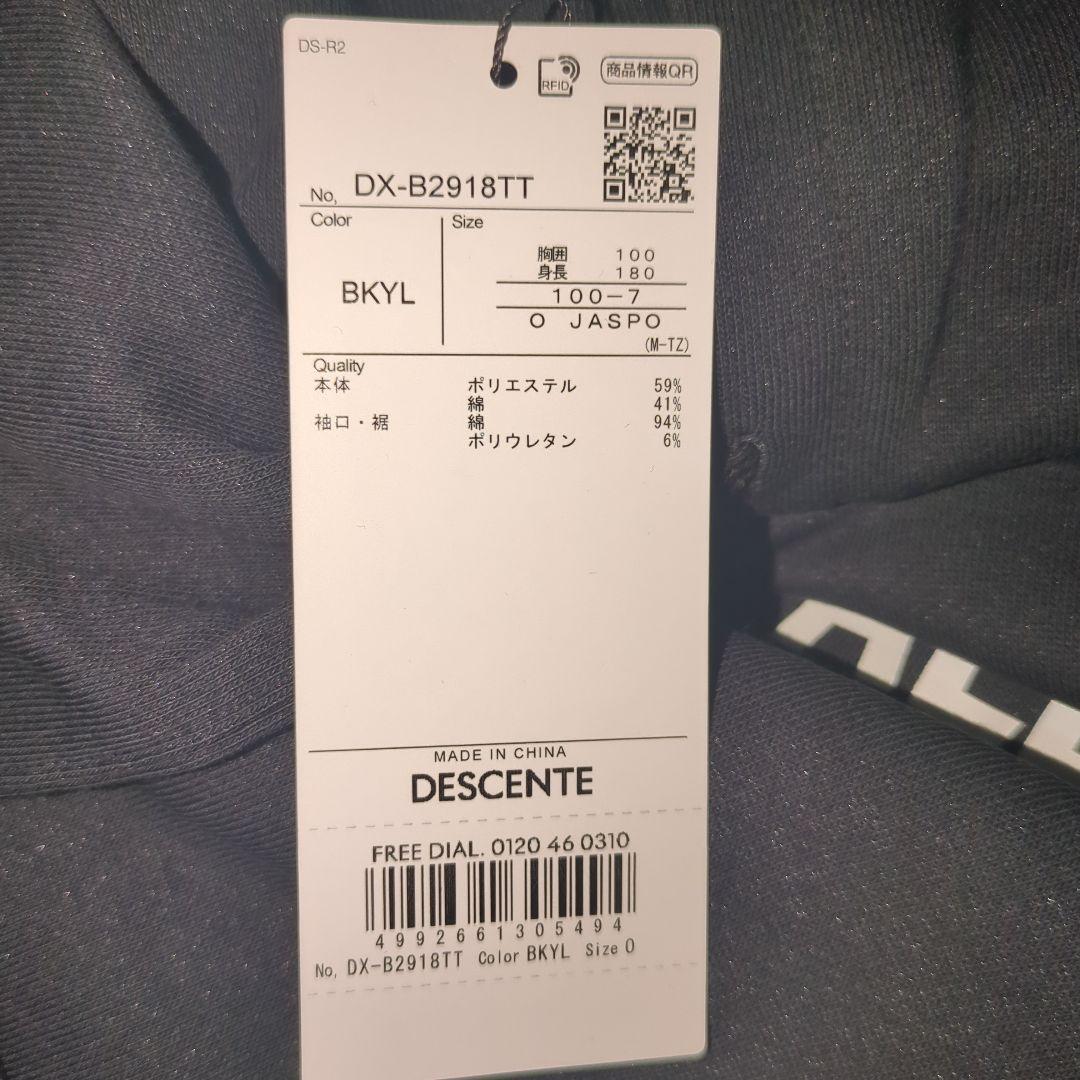 DS-R2
RFID
商品情報QR
No, DX-B2918TT
Color
Size
胸囲 100
身長 180
BKYL
100-7
O JASPO
(M-TZ)
Quality
本体 ポリエステル 59%
綿 41%
袖口・裾 綿 94%
ポリウレタン 6%
MADE IN CHINA
DESCENTE
FREE DIAL. 0120 46 0310
4992661305494
No, DX-B2918TT Color BKYL Size O